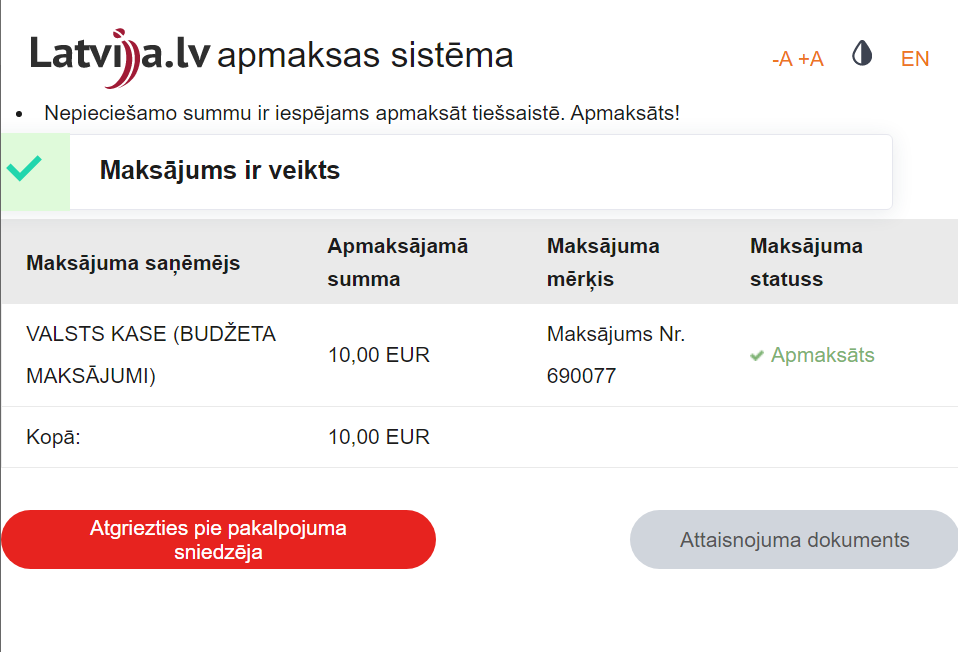 Latvija.lv apmaksas sistēma
-A +A
EN
Nepieciešamo summu ir iespējams apmaksāt tiešsaistē. Apmaksāts!
Maksājums ir veikts
Maksājuma saņēmējs
Apmaksājamā
summa
Maksājuma
mērķis
Maksājuma
statuss
VALSTS KASE (BUDŽETA
MAKSĀJUMI)
10,00 EUR
Maksājums Nr.
690077
Apmaksāts
Kopā:
10,00 EUR
Atgriezties pie pakalpojuma
sniedzēja
Attaisnojuma dokuments